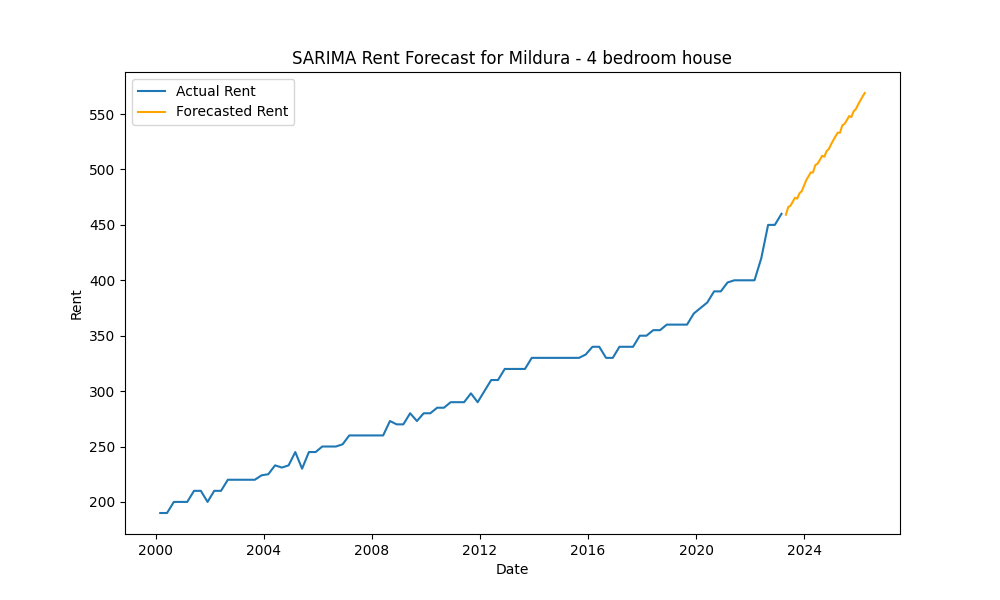 SARIMA Rent Forecast for Mildura - 4 bedroom house
Actual Rent
Forecasted Rent
550
500
450
400
350
300
250
200
Rent
2000 2004 2008 2012 2016 2020 2024
Date